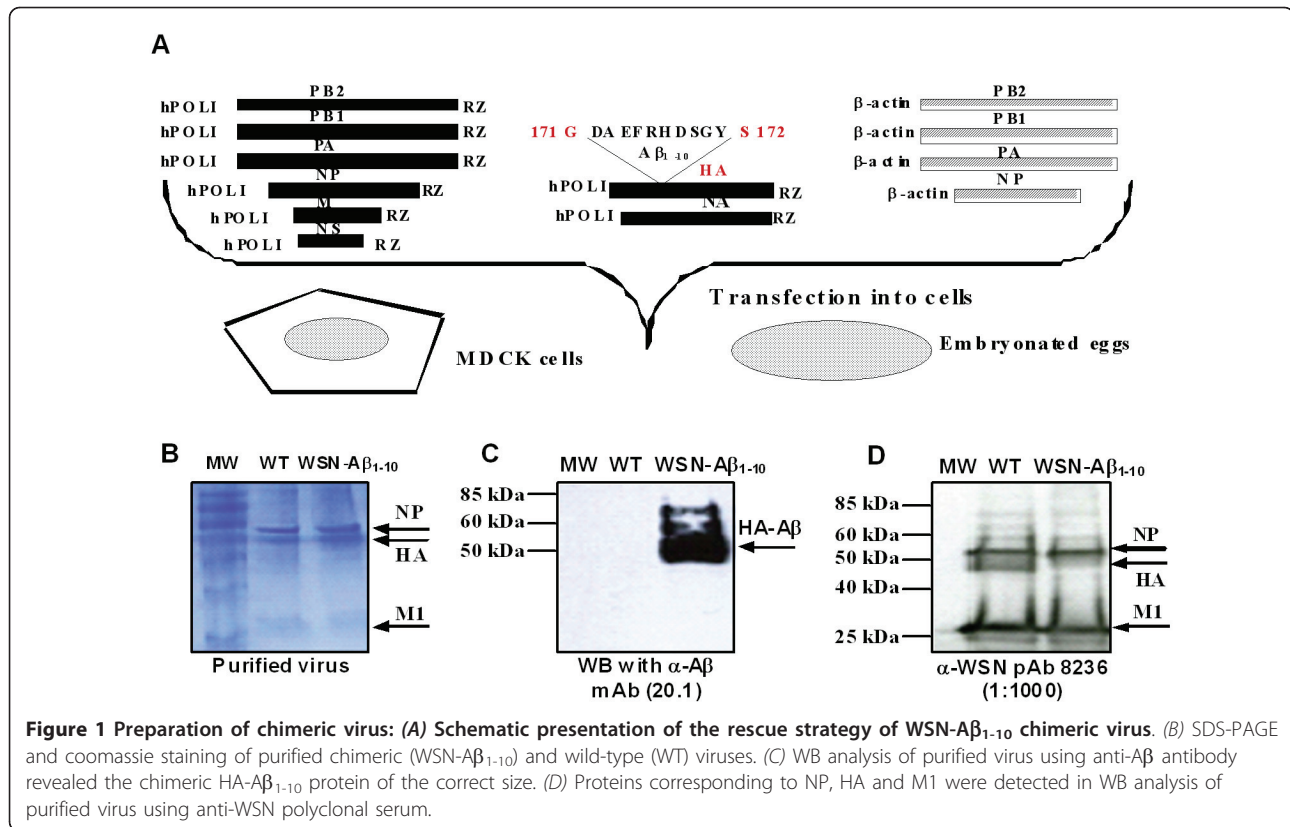 A
PB2
hPOLI RZ
PB1
hPOLI RZ
PA
hPOLI RZ
NP
hPOLI RZ
M
hPOLI RZ
NS
hPOLI RZ
171 G DAEFRHDSGY S 172
Aβ1-10
HA
hPOLI RZ
NA
hPOLI RZ
PB2
β-actin
PB1
β-actin
PA
β-actin
NP
β-actin
Transfection into cells
MDCK cells
Embryonated eggs
B
MW WT WSN-Aβ1-10
NP
HA
M1
Purified virus
C
MW WT WSN-Aβ1-10
85 kDa
60 kDa
50 kDa
HA-Aβ
WB with α-Aβ
mAb (20.1)
D
MW WT WSN-Aβ1-10
85 kDa
60 kDa
50 kDa
40 kDa
25 kDa
NP
HA
M1
α-WSN pAb 8236
(1:1000)
Figure 1 Preparation of chimeric virus: (A) Schematic presentation of the rescue strategy of WSN-Aβ1-10 chimeric virus. (B) SDS-PAGE
and coomassie staining of purified chimeric (WSN-Aβ1-10) and wild-type (WT) viruses. (C) WB analysis of purified virus using anti-Aβ antibody
revealed the chimeric HA-Aβ1-10 protein of the correct size. (D) Proteins corresponding to NP, HA and M1 were detected in WB analysis of
purified virus using anti-WSN polyclonal serum.